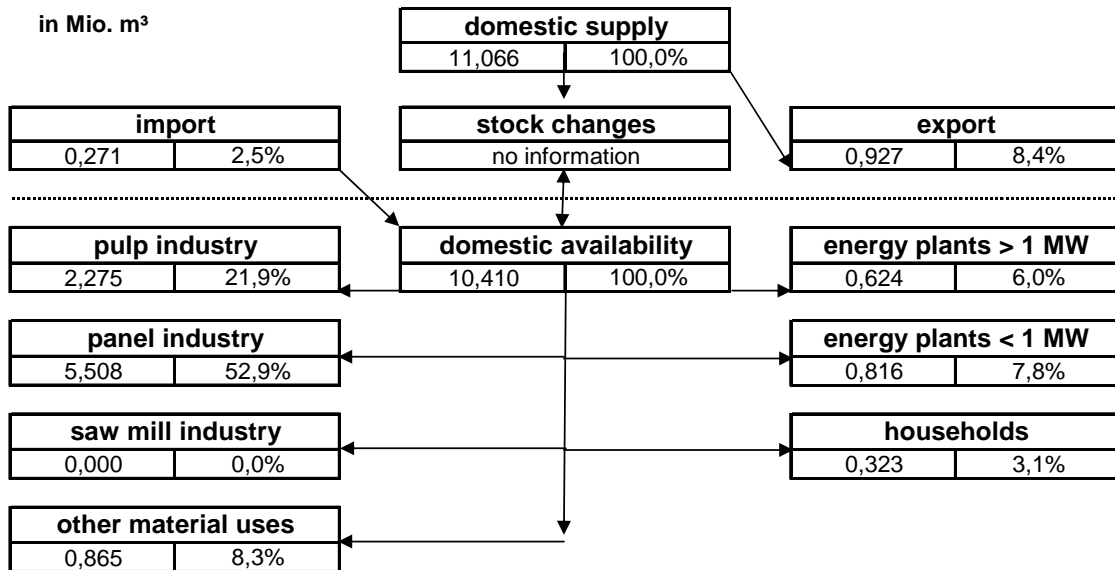 in Mio. m³
domestic supply
11,066 100,0%
import
0,271 2,5%
stock changes
no information
export
0,927 8,4%
pulp industry
2,275 21,9%
domestic availability
10,410 100,0%
energy plants > 1 MW
0,624 6,0%
panel industry
5,508 52,9%
energy plants < 1 MW
0,816 7,8%
saw mill industry
0,000 0,0%
households
0,323 3,1%
other material uses
0,865 8,3%